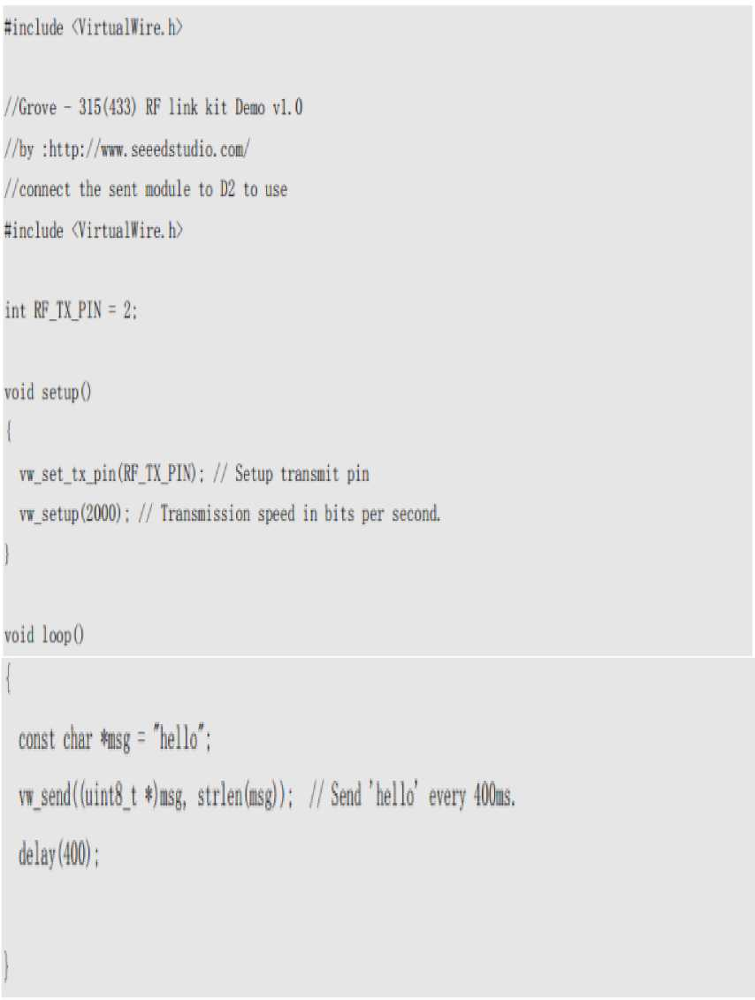 #include <VirtualWire.h>
//Grove - 315(433) RF link kit Demo v1.0
//by :http://www.seeedstudio.com/
//connect the sent module to D2 to use
#include <VirtualWire.h>
int RF_TX_PIN = 2;
void setup()
{
  vw_set_tx_pin(RF_TX_PIN); // Setup transmit pin
  vw_setup(2000); // Transmission speed in bits per second.
}
void loop()
{
  const char *msg = "hello";
  vw_send((uint8_t *)msg, strlen(msg)); // Send 'hello' every 400ms.
  delay(400);
}